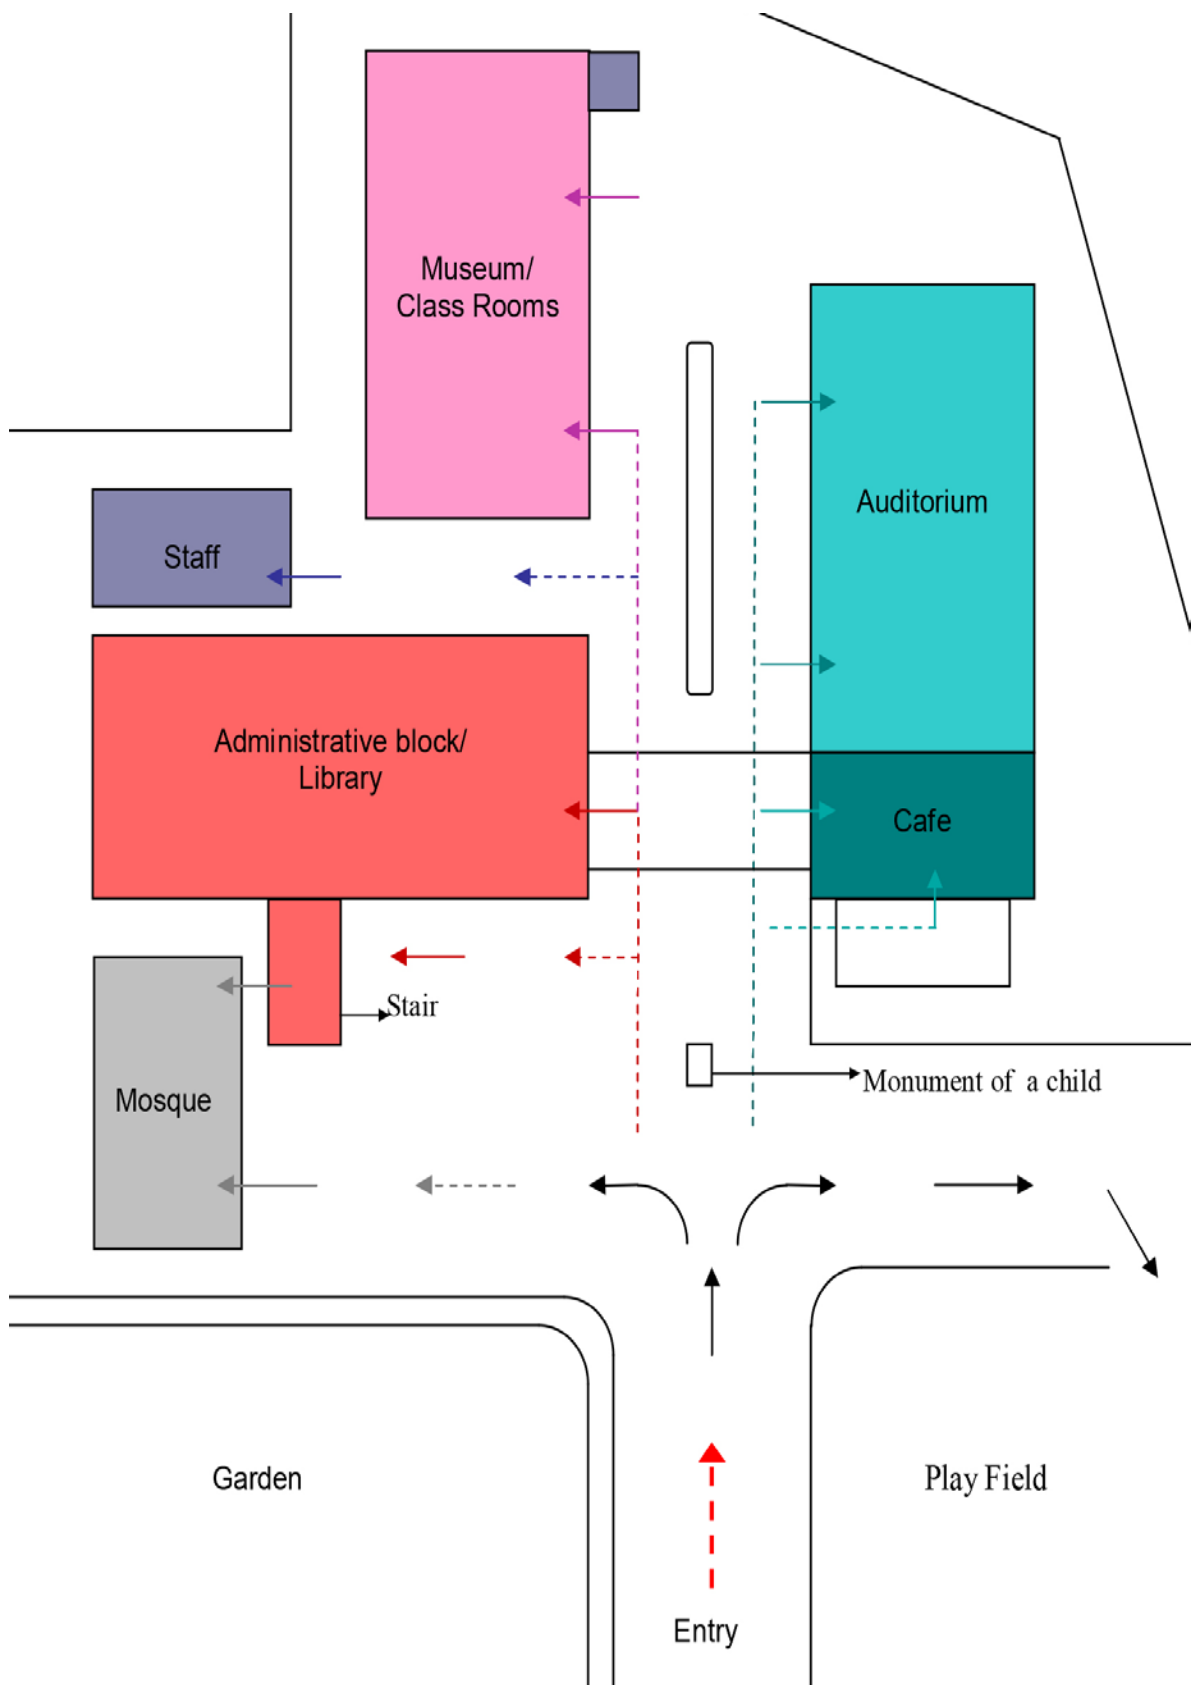 Museum/
Class Rooms
Auditorium
Staff
Administrative block/
Library
Cafe
Stair
Monument of a child
Mosque
Garden
Play Field
Entry